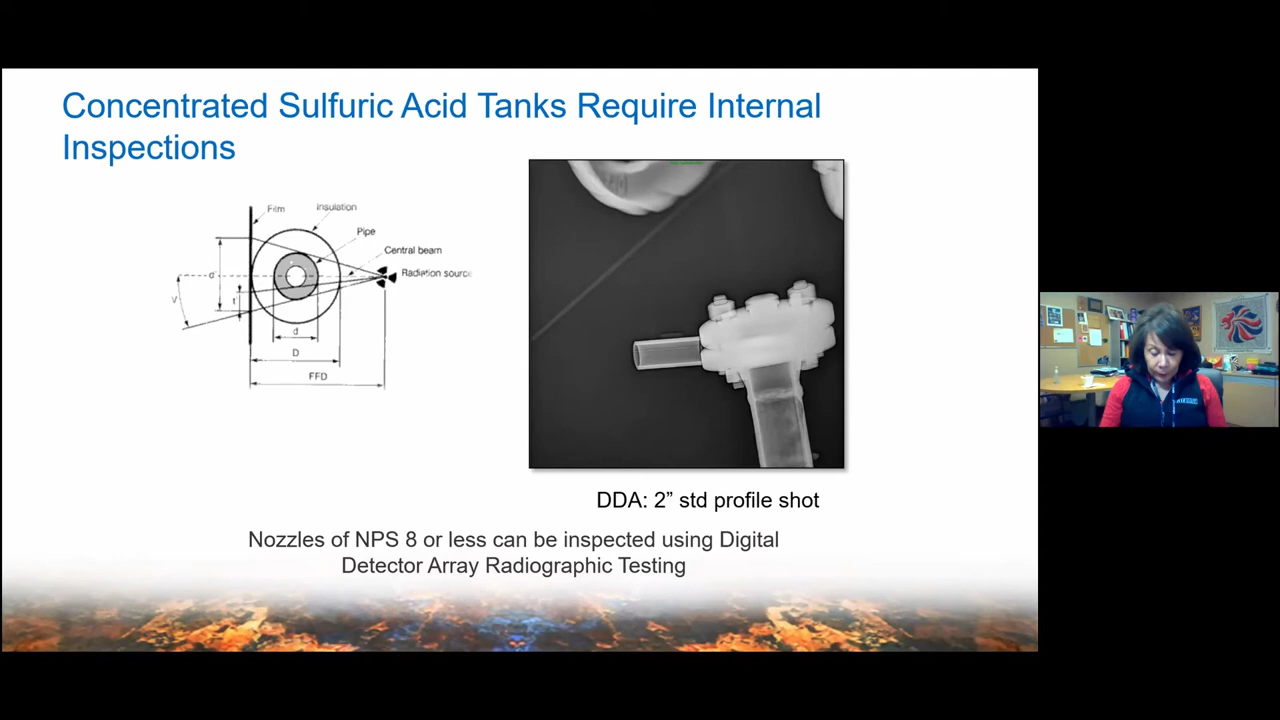 Concentrated Sulfuric Acid Tanks Require Internal
Inspections
Film
Insulation
Pipe
Central beam
Radiation source
d
V
t
d
D
FFD
DDA: 2” std profile shot
Nozzles of NPS 8 or less can be inspected using Digital
Detector Array Radiographic Testing